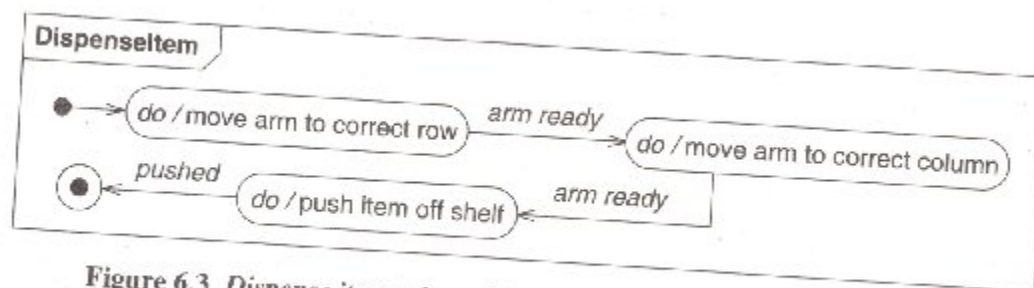 DispenseItem
do / move arm to correct row
arm ready
do / move arm to correct column
pushed
do / push item off shelf
arm ready
Figure 6.3 Dispense item